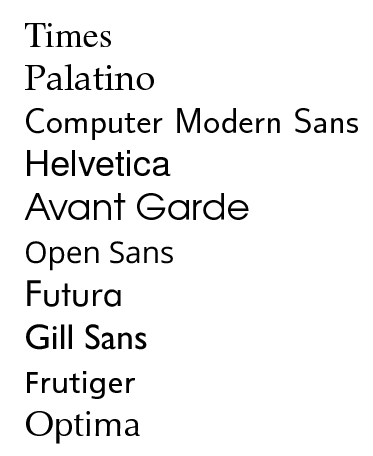 Times
Palatino
Computer Modern Sans
Helvetica
Avant Garde
Open Sans
Futura
Gill Sans
Frutiger
Optima